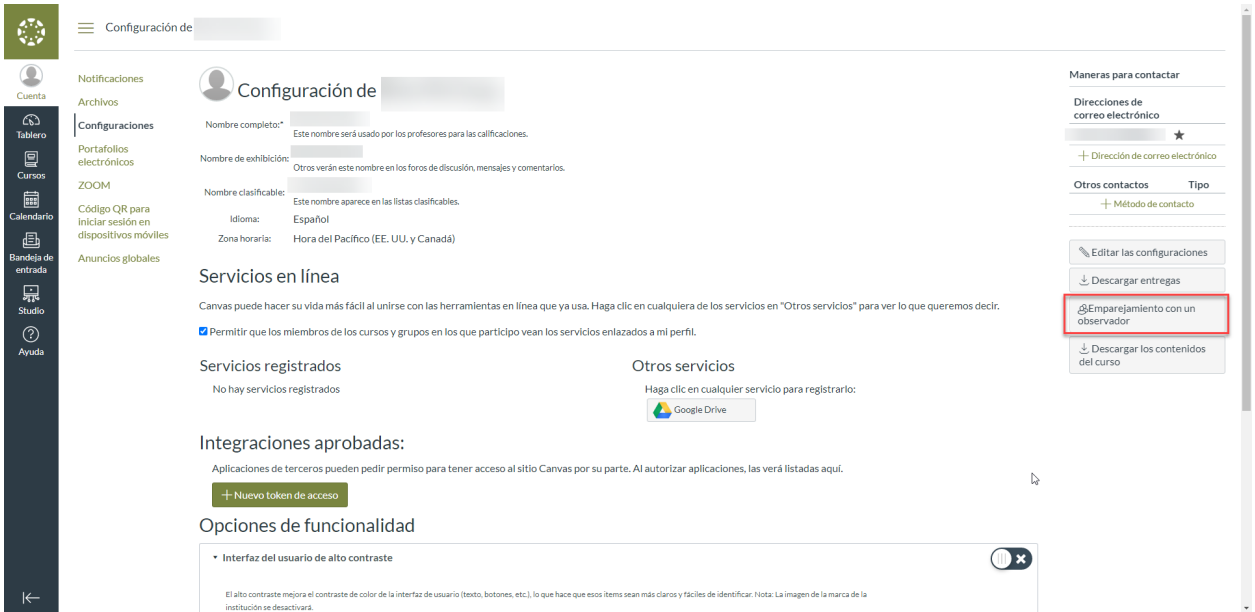 Configuración de
Cuenta
Tablero
Cursos
Calendario
Bandeja de
entrada
Studio
Ayuda
Notificaciones
Archivos
Configuraciones
Portafolios
electrónicos
ZOOM
Código QR para
iniciar sesión en
dispositivos móviles
Anuncios globales
Configuración de
Nombre completo:*
Este nombre será usado por los profesores para las calificaciones.
Nombre de exhibición:
Otros verán este nombre en los foros de discusión, mensajes y comentarios.
Nombre clasificable:
Este nombre aparece en las listas clasificables.
Idioma: Español
Zona horaria: Hora del Pacífico (EE. UU. y Canadá)
Servicios en línea
Canvas puede hacer su vida más fácil al unirse con las herramientas en línea que ya usa. Haga clic en cualquiera de los servicios en "Otros servicios" para ver lo que queremos decir.
Permitir que los miembros de los cursos y grupos en los que participo vean los servicios enlazados a mi perfil.
Servicios registrados
No hay servicios registrados
Otros servicios
Haga clic en cualquier servicio para registrarlo:
Google Drive
Integraciones aprobadas:
Aplicaciones de terceros pueden pedir permiso para tener acceso al sitio Canvas por su parte. Al autorizar aplicaciones, las verá listadas aquí.
Nuevo token de acceso
Opciones de funcionalidad
Interfaz del usuario de alto contraste
El alto contraste mejora el contraste de color de la interfaz de usuario (texto, botones, etc.), lo que hace que esos items sean más claros y fáciles de identificar. Nota: La imagen de la marca de la
institución se desactivará.
Maneras para contactar
Direcciones de
correo electrónico
Dirección de correo electrónico
Otros contactos Tipo
Método de contacto
Editar las configuraciones
Descargar entregas
Emparejamiento con un
observador
Descargar los contenidos
del curso